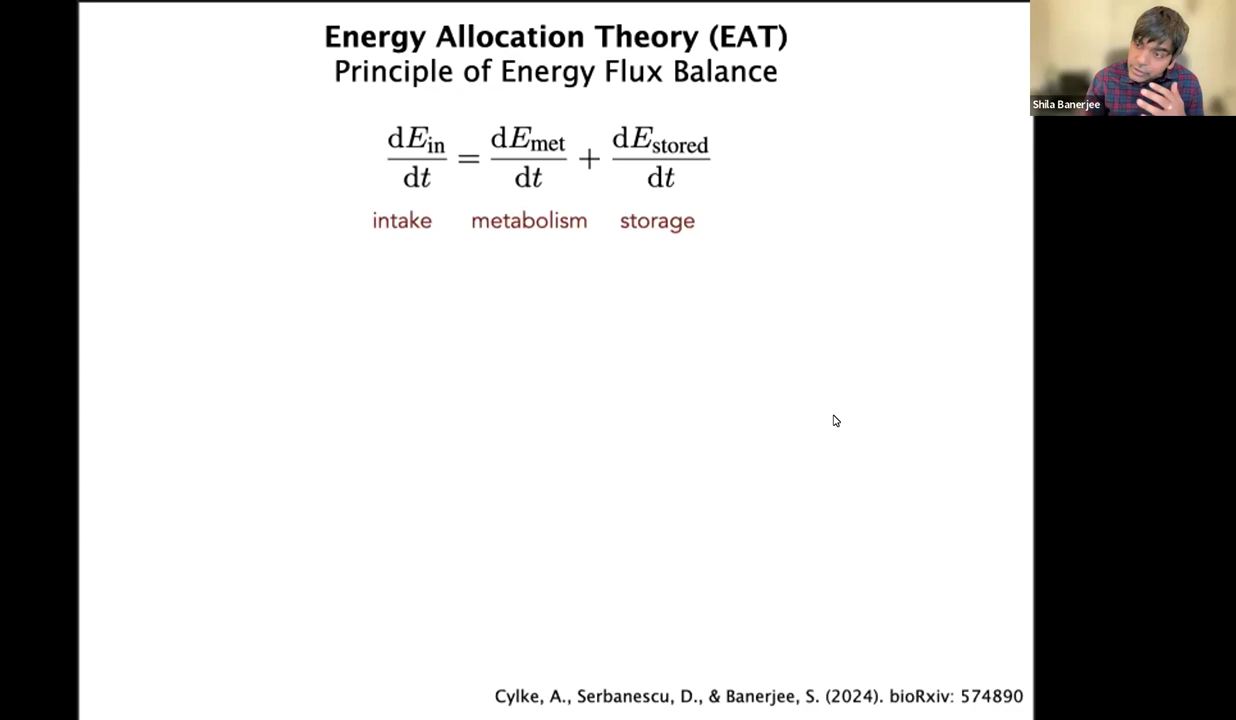 Energy Allocation Theory (EAT)
Principle of Energy Flux Balance
dE_in/dt = dE_met/dt + dE_stored/dt
intake metabolism storage
Cylke, A., Serbanescu, D., & Banerjee, S. (2024). bioRxiv: 574890
Shila Banerjee